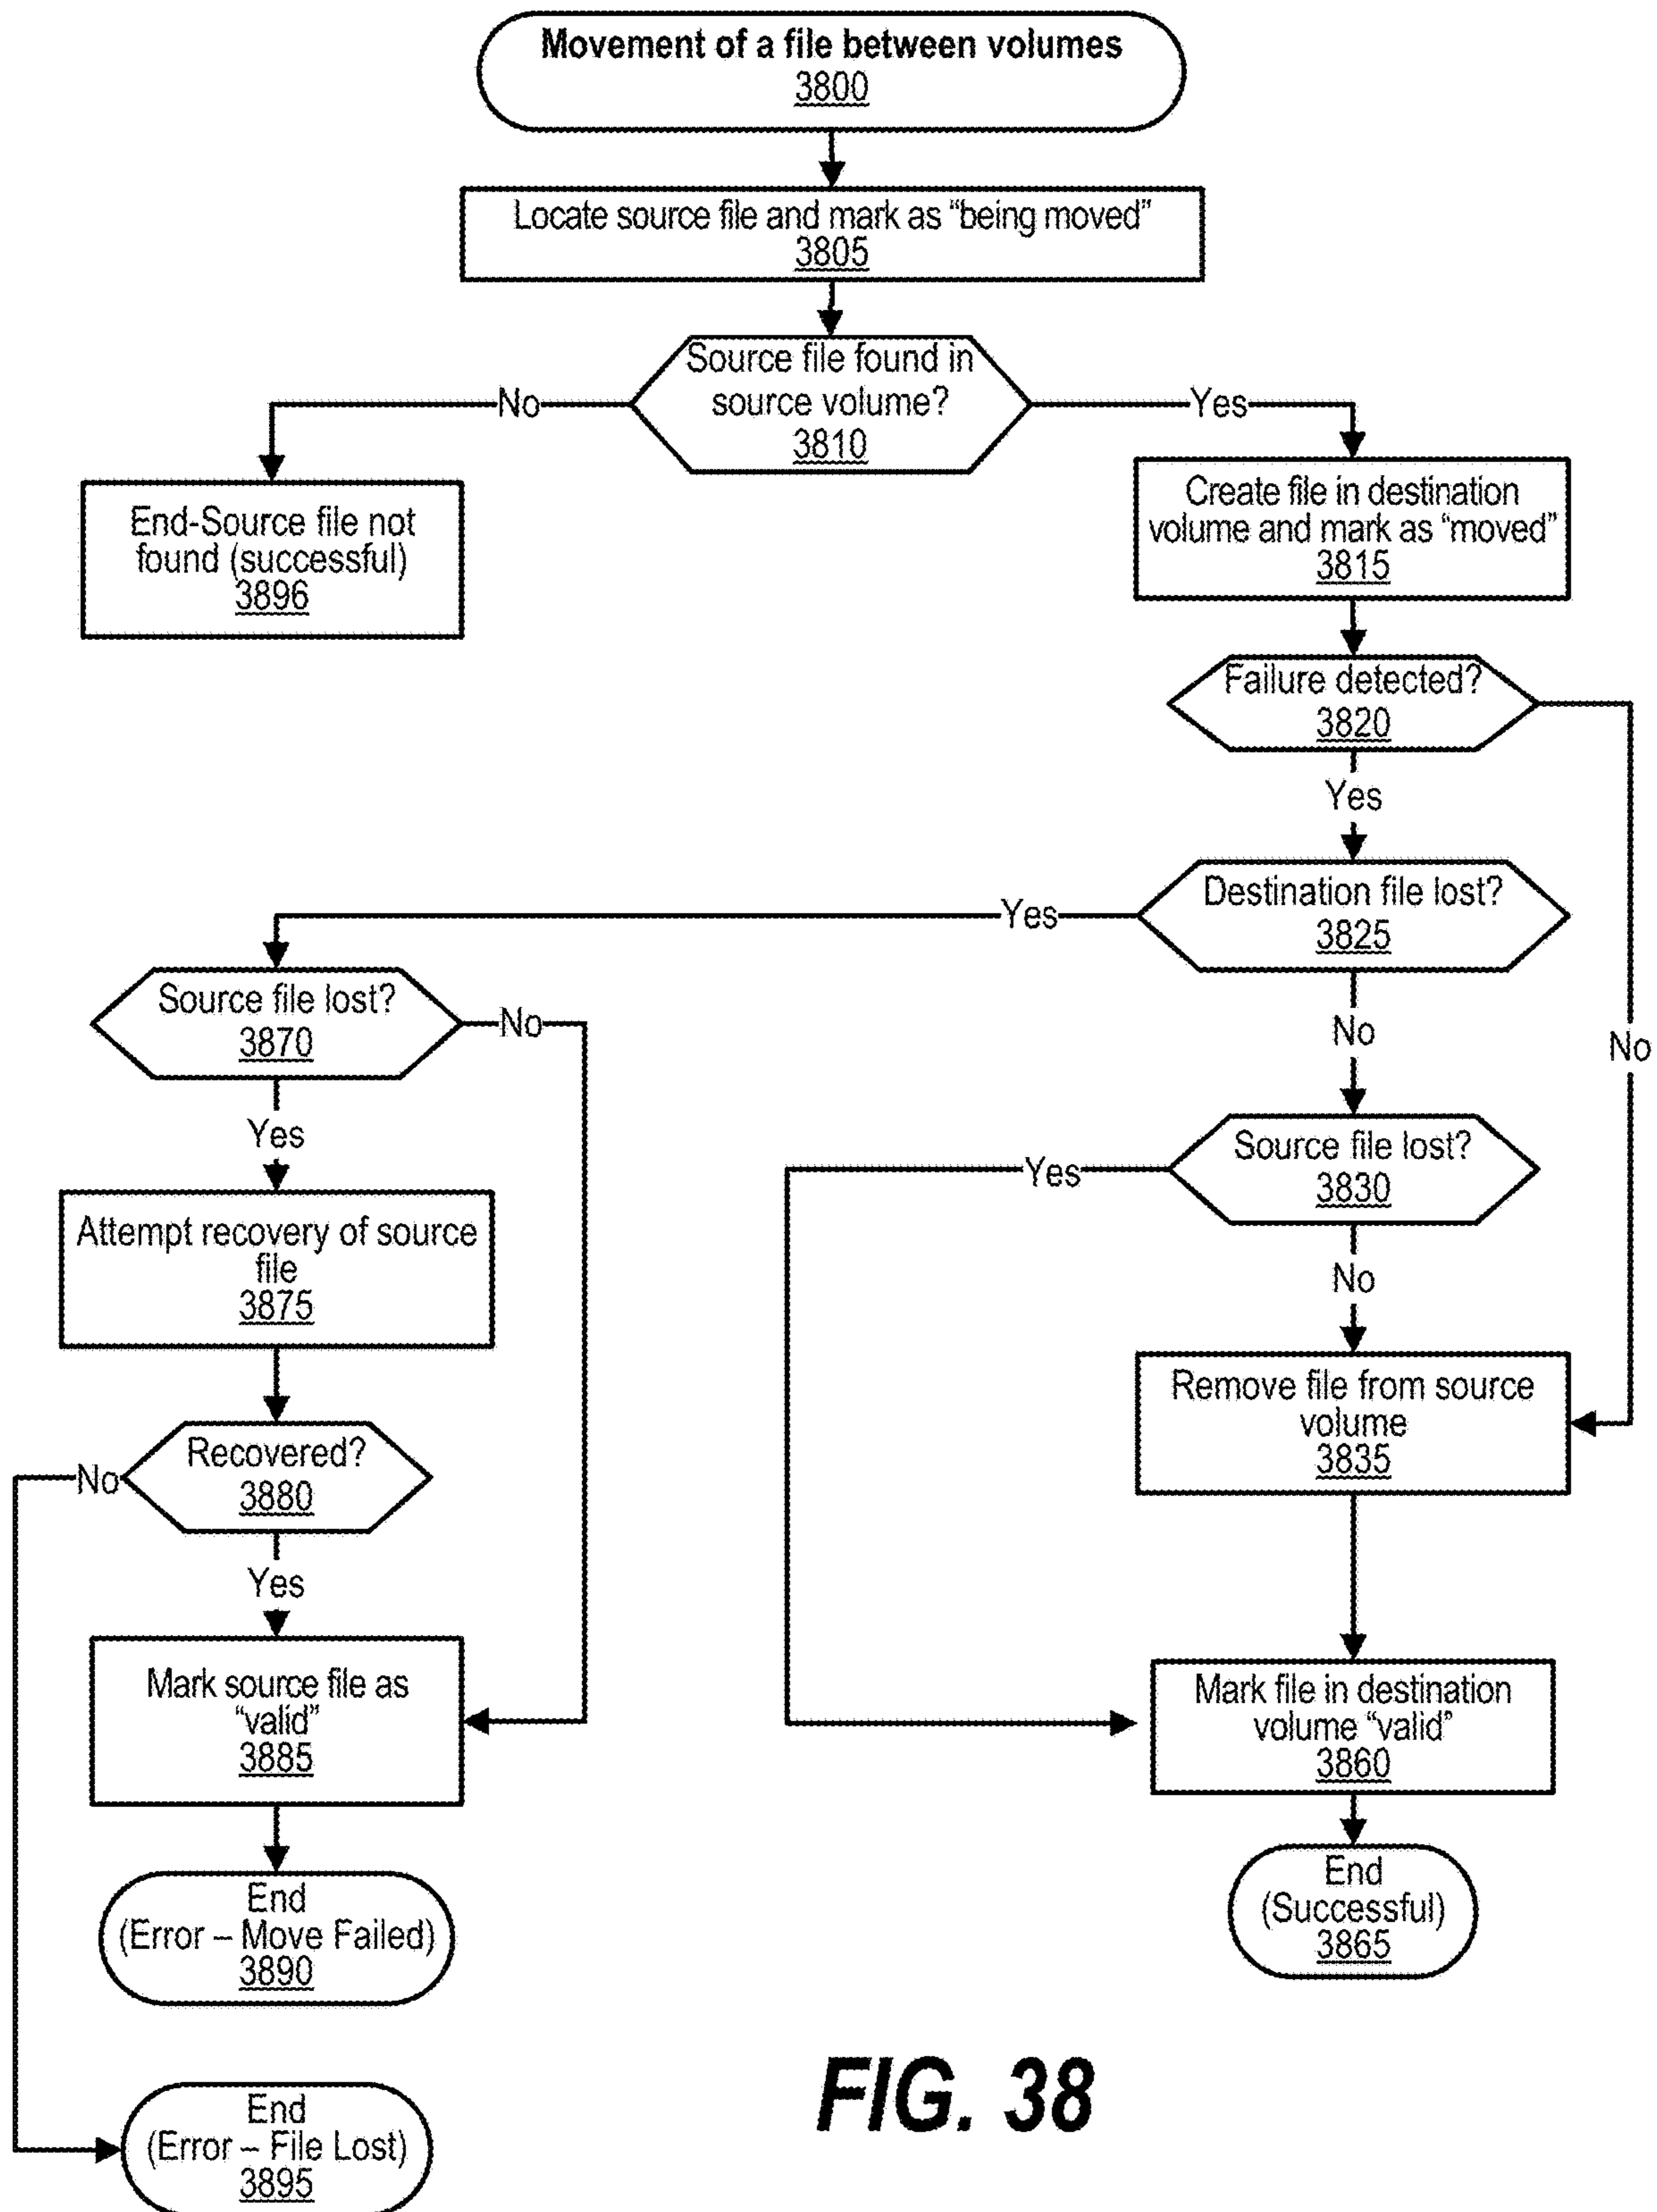 Movement of a file between volumes
3800
Locate source file and mark as “being moved”
3805
Source file found in
source volume?
3810
No
Yes
End-Source file not
found (successful)
3896
Create file in destination
volume and mark as “moved”
3815
Failure detected?
3820
Yes
No
Destination file lost?
3825
Yes
No
Source file lost?
3870
No
Yes
Source file lost?
3830
Yes
No
Attempt recovery of source
file
3875
Remove file from source
volume
3835
Recovered?
3880
No
Yes
Mark source file as
“valid”
3885
Mark file in destination
volume “valid”
3860
End
(Error – Move Failed)
3890
End
(Successful)
3865
End
(Error – File Lost)
3895
FIG. 38